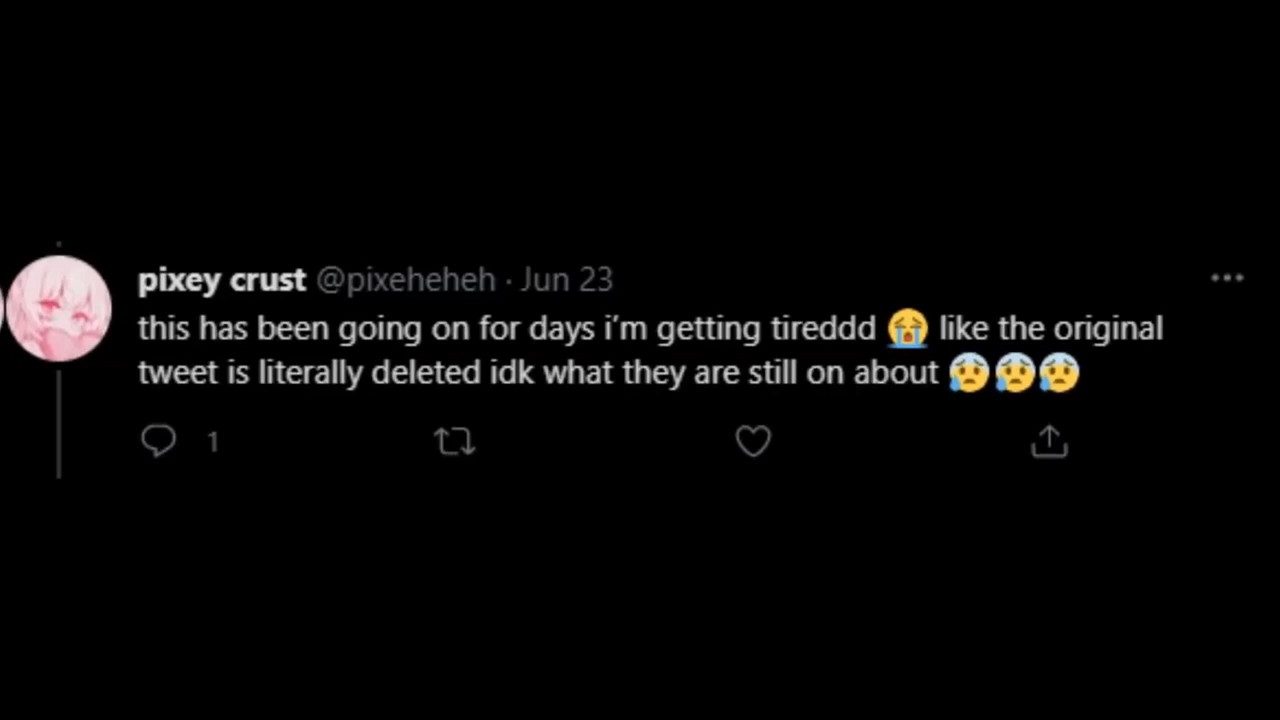 pixey crust @pixeheheh · Jun 23
this has been going on for days i'm getting tireddd 😭 like the original
tweet is literally deleted idk what they are still on about 😰😰😰
1